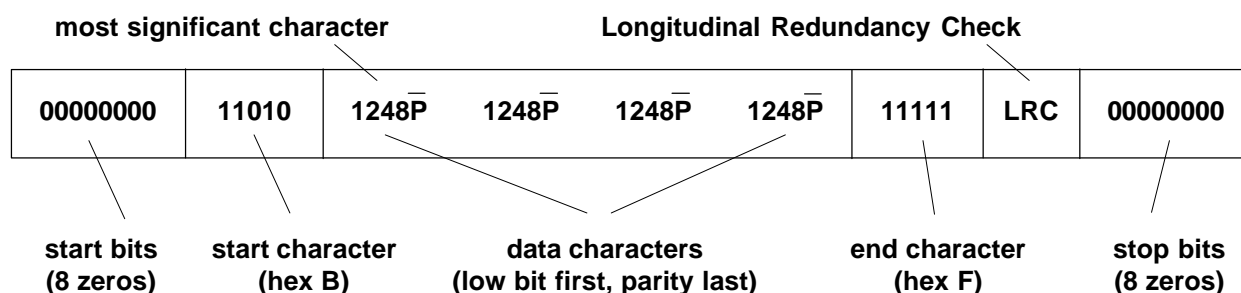 most significant character Longitudinal Redundancy Check
00000000 11010 1248P̅ 1248P̅ 1248P̅ 1248P̅ 11111 LRC 00000000
start bits start character data characters end character stop bits
(8 zeros) (hex B) (low bit first, parity last) (hex F) (8 zeros)